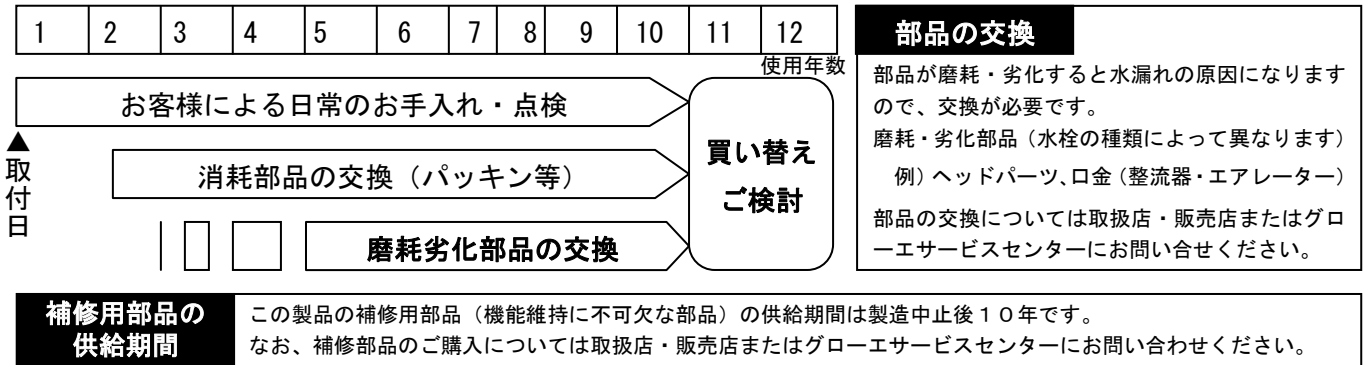 1 2 3 4 5 6 7 8 9 10 11 12
使用年数
お客様による日常のお手入れ・点検
▲
取付日
消耗部品の交換（パッキン等）
磨耗劣化部品の交換
買い替え
ご検討
部品の交換
部品が磨耗・劣化すると水漏れの原因になります
ので、交換が必要です。
磨耗・劣化部品（水栓の種類によって異なります）
例）ヘッドパーツ、口金（整流器・エアレーター）
部品の交換については取扱店・販売店またはグロ
ーエサービスセンターにお問い合せください。
補修用部品の
供給期間
この製品の補修用部品（機能維持に不可欠な部品）の供給期間は製造中止後１０年です。
なお、補修部品のご購入については取扱店・販売店またはグローエサービスセンターにお問い合わせください。